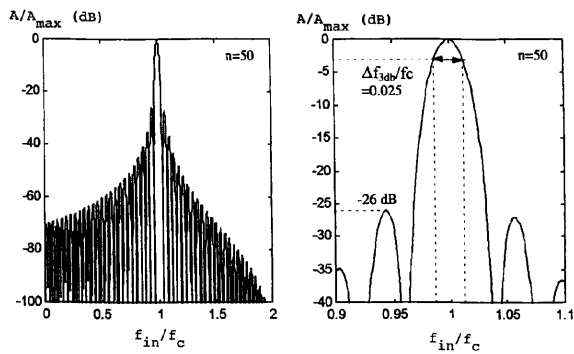 A/A_max (dB)
0
-20
-40
-60
-80
-100
n=50
0 0.5 1 1.5 2
f_in/f_c
A/A_max (dB)
0
-5
-10
-15
-20
-25
-30
-35
-40
n=50
Δf_3db/fc
=0.025
-26 dB
0.9 0.95 1 1.05 1.1
f_in/f_c